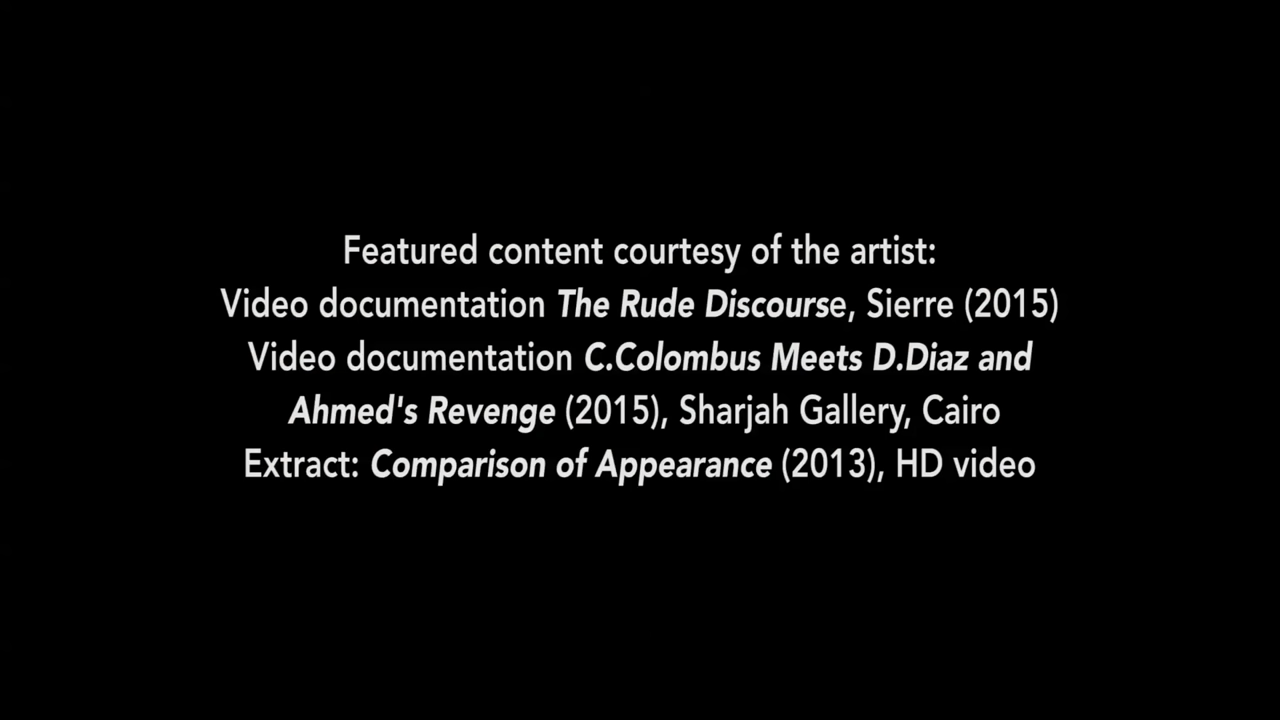 Featured content courtesy of the artist:
Video documentation The Rude Discourse, Sierre (2015)
Video documentation C.Colombus Meets D.Diaz and
Ahmed's Revenge (2015), Sharjah Gallery, Cairo
Extract: Comparison of Appearance (2013), HD video